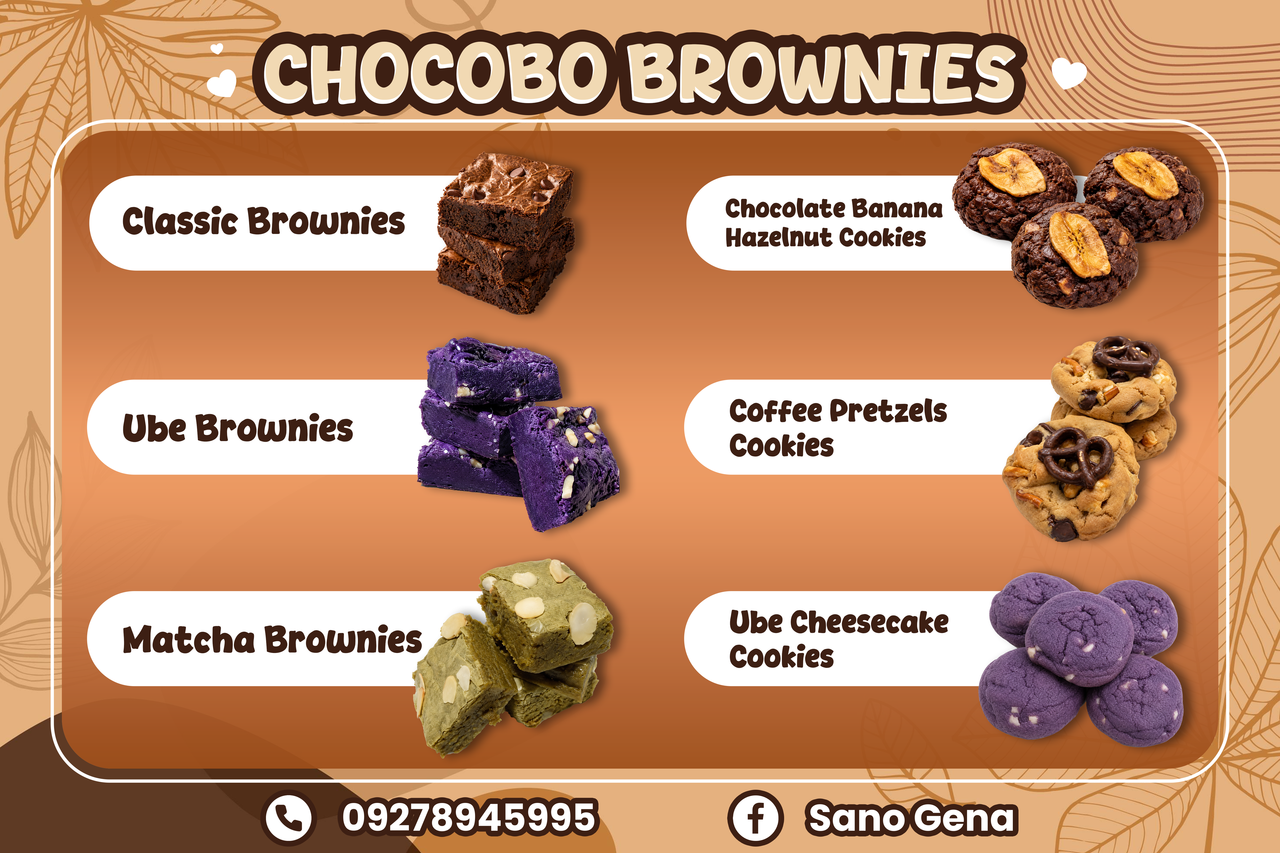 CHOCOBO BROWNIES
Classic Brownies
Ube Brownies
Matcha Brownies
Chocolate Banana
Hazelnut Cookies
Coffee Pretzels
Cookies
Ube Cheesecake
Cookies
09278945995
Sano Gena